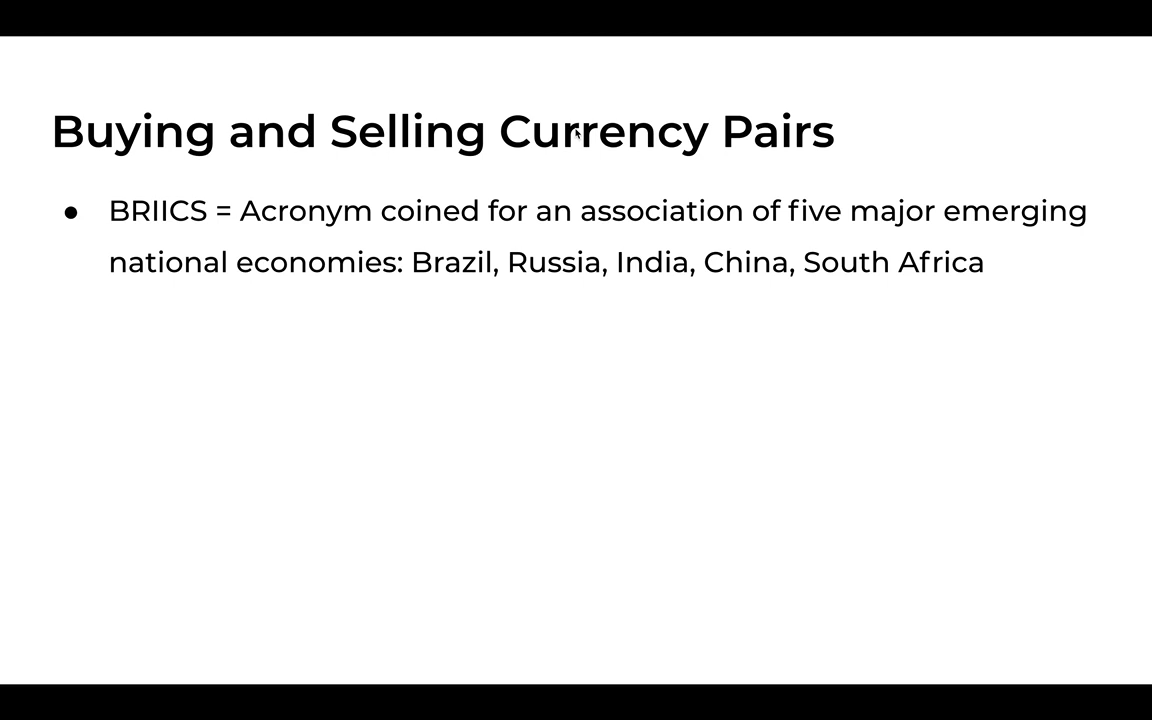 Buying and Selling Currency Pairs
● BRIICS = Acronym coined for an association of five major emerging
national economies: Brazil, Russia, India, China, South Africa